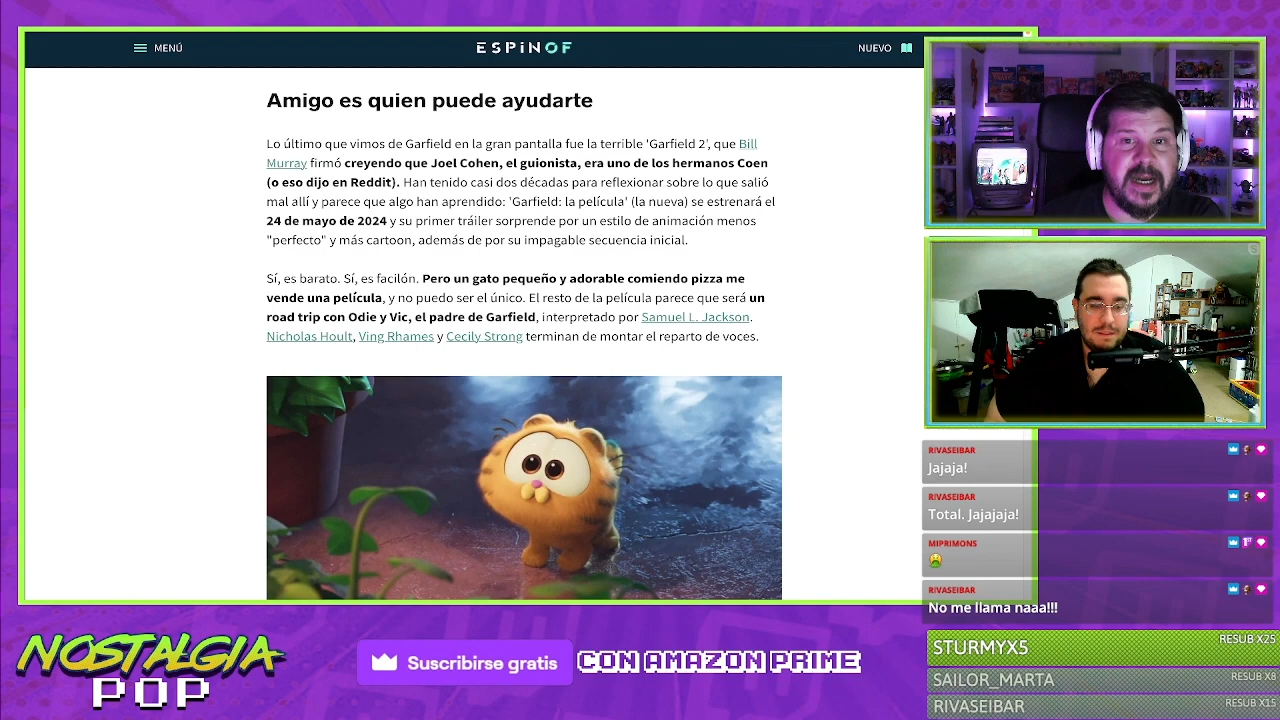 MENÚ
ESPINOF
NUEVO
Amigo es quien puede ayudarte
Lo último que vimos de Garfield en la gran pantalla fue la terrible 'Garfield 2', que Bill
Murray firmó creyendo que Joel Cohen, el guionista, era uno de los hermanos Coen
(o eso dijo en Reddit). Han tenido casi dos décadas para reflexionar sobre lo que salió
mal allí y parece que algo han aprendido: 'Garfield: la película' (la nueva) se estrenará el
24 de mayo de 2024 y su primer tráiler sorprende por un estilo de animación menos
"perfecto" y más cartoon, además de por su impagable secuencia inicial.
Sí, es barato. Sí, es facilón. Pero un gato pequeño y adorable comiendo pizza me
vende una película, y no puedo ser el único. El resto de la película parece que será un
road trip con Odie y Vic, el padre de Garfield, interpretado por Samuel L. Jackson.
Nicholas Hoult, Ving Rhames y Cecily Strong terminan de montar el reparto de voces.
RIVASEIBAR
Jajaja!
RIVASEIBAR
Total. Jajajaja!
MIPRIMONS
RIVASEIBAR
No me llama naaa!!!
STURMYX5
RESUB X25
SAILOR_MARTA
RESUB X8
RIVASEIBAR
RESUB X15
NOSTALGIA
POP
Suscribirse gratis
CON AMAZON PRIME